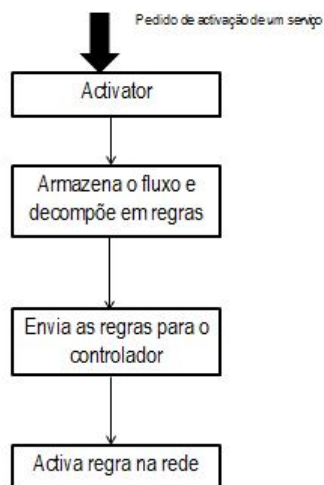 Pedido de activação de um serviço
Activator
Armazena o fluxo e
decompõe em regras
Envia as regras para o
controlador
Activa regra na rede